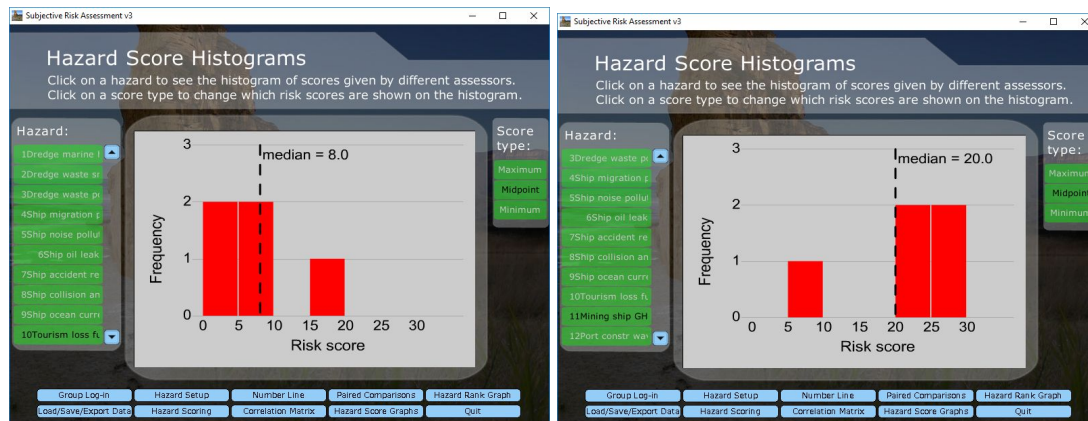 Subjective Risk Assessment v3
Hazard Score Histograms
Click on a hazard to see the histogram of scores given by different assessors.
Click on a score type to change which risk scores are shown on the histogram.
Hazard:
1Dredge marine
2Dredge waste sr
3Dredge waste po
4Ship migration p
5Ship noise pollut
6Ship oil leak
7Ship accident re
8Ship collision an
9Ship ocean curre
10Tourism loss fu
3
2
1
0
Frequency
median = 8.0
0 5 10 15 20 25 30
Risk score
Score
type:
Maximum
Midpoint
Minimum
Group Log-in Hazard Setup Number Line Paired Comparisons Hazard Rank Graph
Load/Save/Export Data Hazard Scoring Correlation Matrix Hazard Score Graphs Quit
Subjective Risk Assessment v3
Hazard Score Histograms
Click on a hazard to see the histogram of scores given by different assessors.
Click on a score type to change which risk scores are shown on the histogram.
Hazard:
3Dredge waste po
4Ship migration p
5Ship noise pollut
6Ship oil leak
7Ship accident re
8Ship collision an
9Ship ocean curre
10Tourism loss fu
11Mining ship GH
12Port constr wav
3
2
1
0
Frequency
median = 20.0
0 5 10 15 20 25 30
Risk score
Score
type:
Maximum
Midpoint
Minimum
Group Log-in Hazard Setup Number Line Paired Comparisons Hazard Rank Graph
Load/Save/Export Data Hazard Scoring Correlation Matrix Hazard Score Graphs Quit